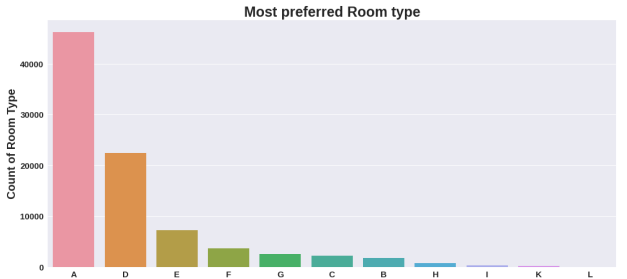 Most preferred Room type
Count of Room Type
40000
30000
20000
10000
0
A D E F G C B H I K L